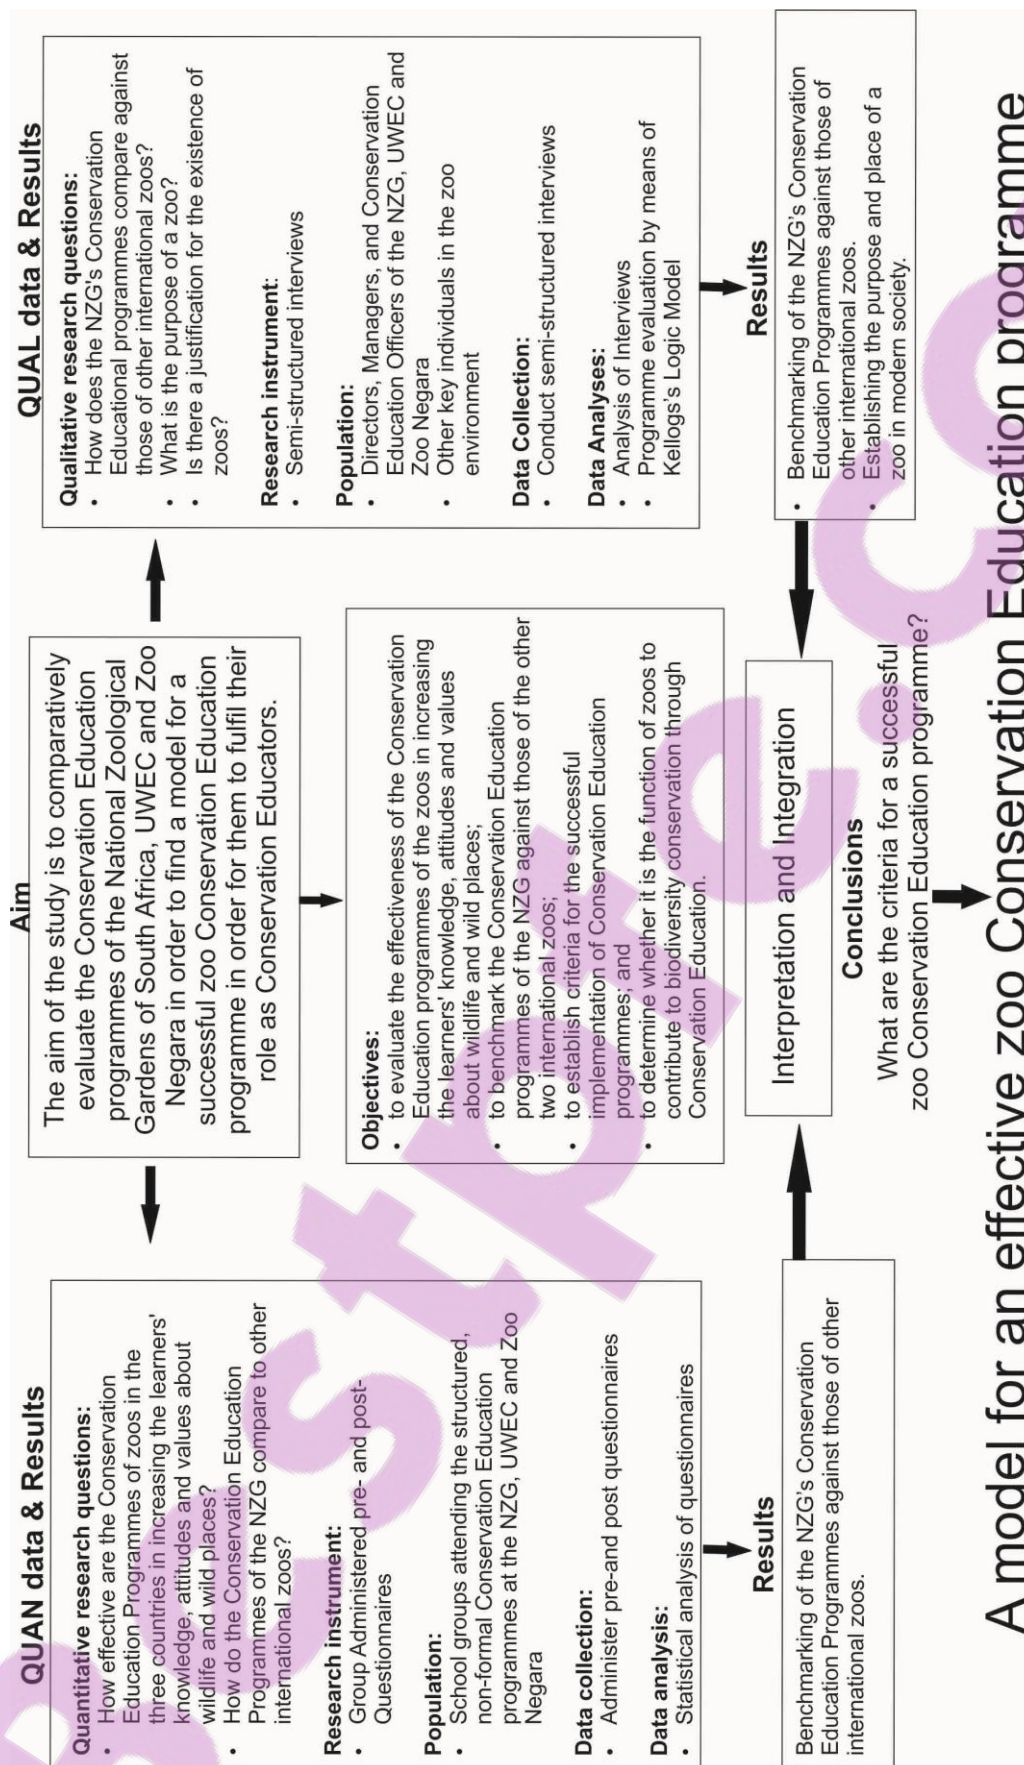 QUAN data & Results
Quantitative research questions:
• How effective are the Conservation
Education Programmes of zoos in the
three countries in increasing the learners'
knowledge, attitudes and values about
wildlife and wild places?
• How do the Conservation Education
Programmes of the NZG compare to other
international zoos?
Research instrument:
• Group Administered pre- and post-
Questionnaires
Population:
• School groups attending the structured,
non-formal Conservation Education
programmes at the NZG, UWEC and Zoo
Negara
Data collection:
• Administer pre-and post questionnaires
Data analysis:
• Statistical analysis of questionnaires
Results
Benchmarking of the NZG's Conservation
Education Programmes against those of other
international zoos.
Aim
The aim of the study is to comparatively
evaluate the Conservation Education
programmes of the National Zoological
Gardens of South Africa, UWEC and Zoo
Negara in order to find a model for a
successful zoo Conservation Education
programme in order for them to fulfil their
role as Conservation Educators.
Objectives:
• to evaluate the effectiveness of the Conservation
Education programmes of the zoos in increasing
the learners' knowledge, attitudes and values
about wildlife and wild places;
• to benchmark the Conservation Education
programmes of the NZG against those of the other
two international zoos;
• to establish criteria for the successful
implementation of Conservation Education
programmes; and
• to determine whether it is the function of zoos to
contribute to biodiversity conservation through
Conservation Education.
Interpretation and Integration
Conclusions
What are the criteria for a successful
zoo Conservation Education programme?
QUAL data & Results
Qualitative research questions:
• How does the NZG's Conservation
Educational programmes compare against
those of other international zoos?
• What is the purpose of a zoo?
• Is there a justification for the existence of
zoos?
Research instrument:
• Semi-structured interviews
Population:
• Directors, Managers, and Conservation
Education Officers of the NZG, UWEC and
Zoo Negara
• Other key individuals in the zoo
environment
Data Collection:
• Conduct semi-structured interviews
Data Analyses:
• Analysis of Interviews
• Programme evaluation by means of
Kellogs's Logic Model
Results
• Benchmarking of the NZG's Conservation
Education Programmes against those of
other international zoos.
• Establishing the purpose and place of a
zoo in modern society.
A model for an effective zoo Conservation Education programme
Bestpfe.co